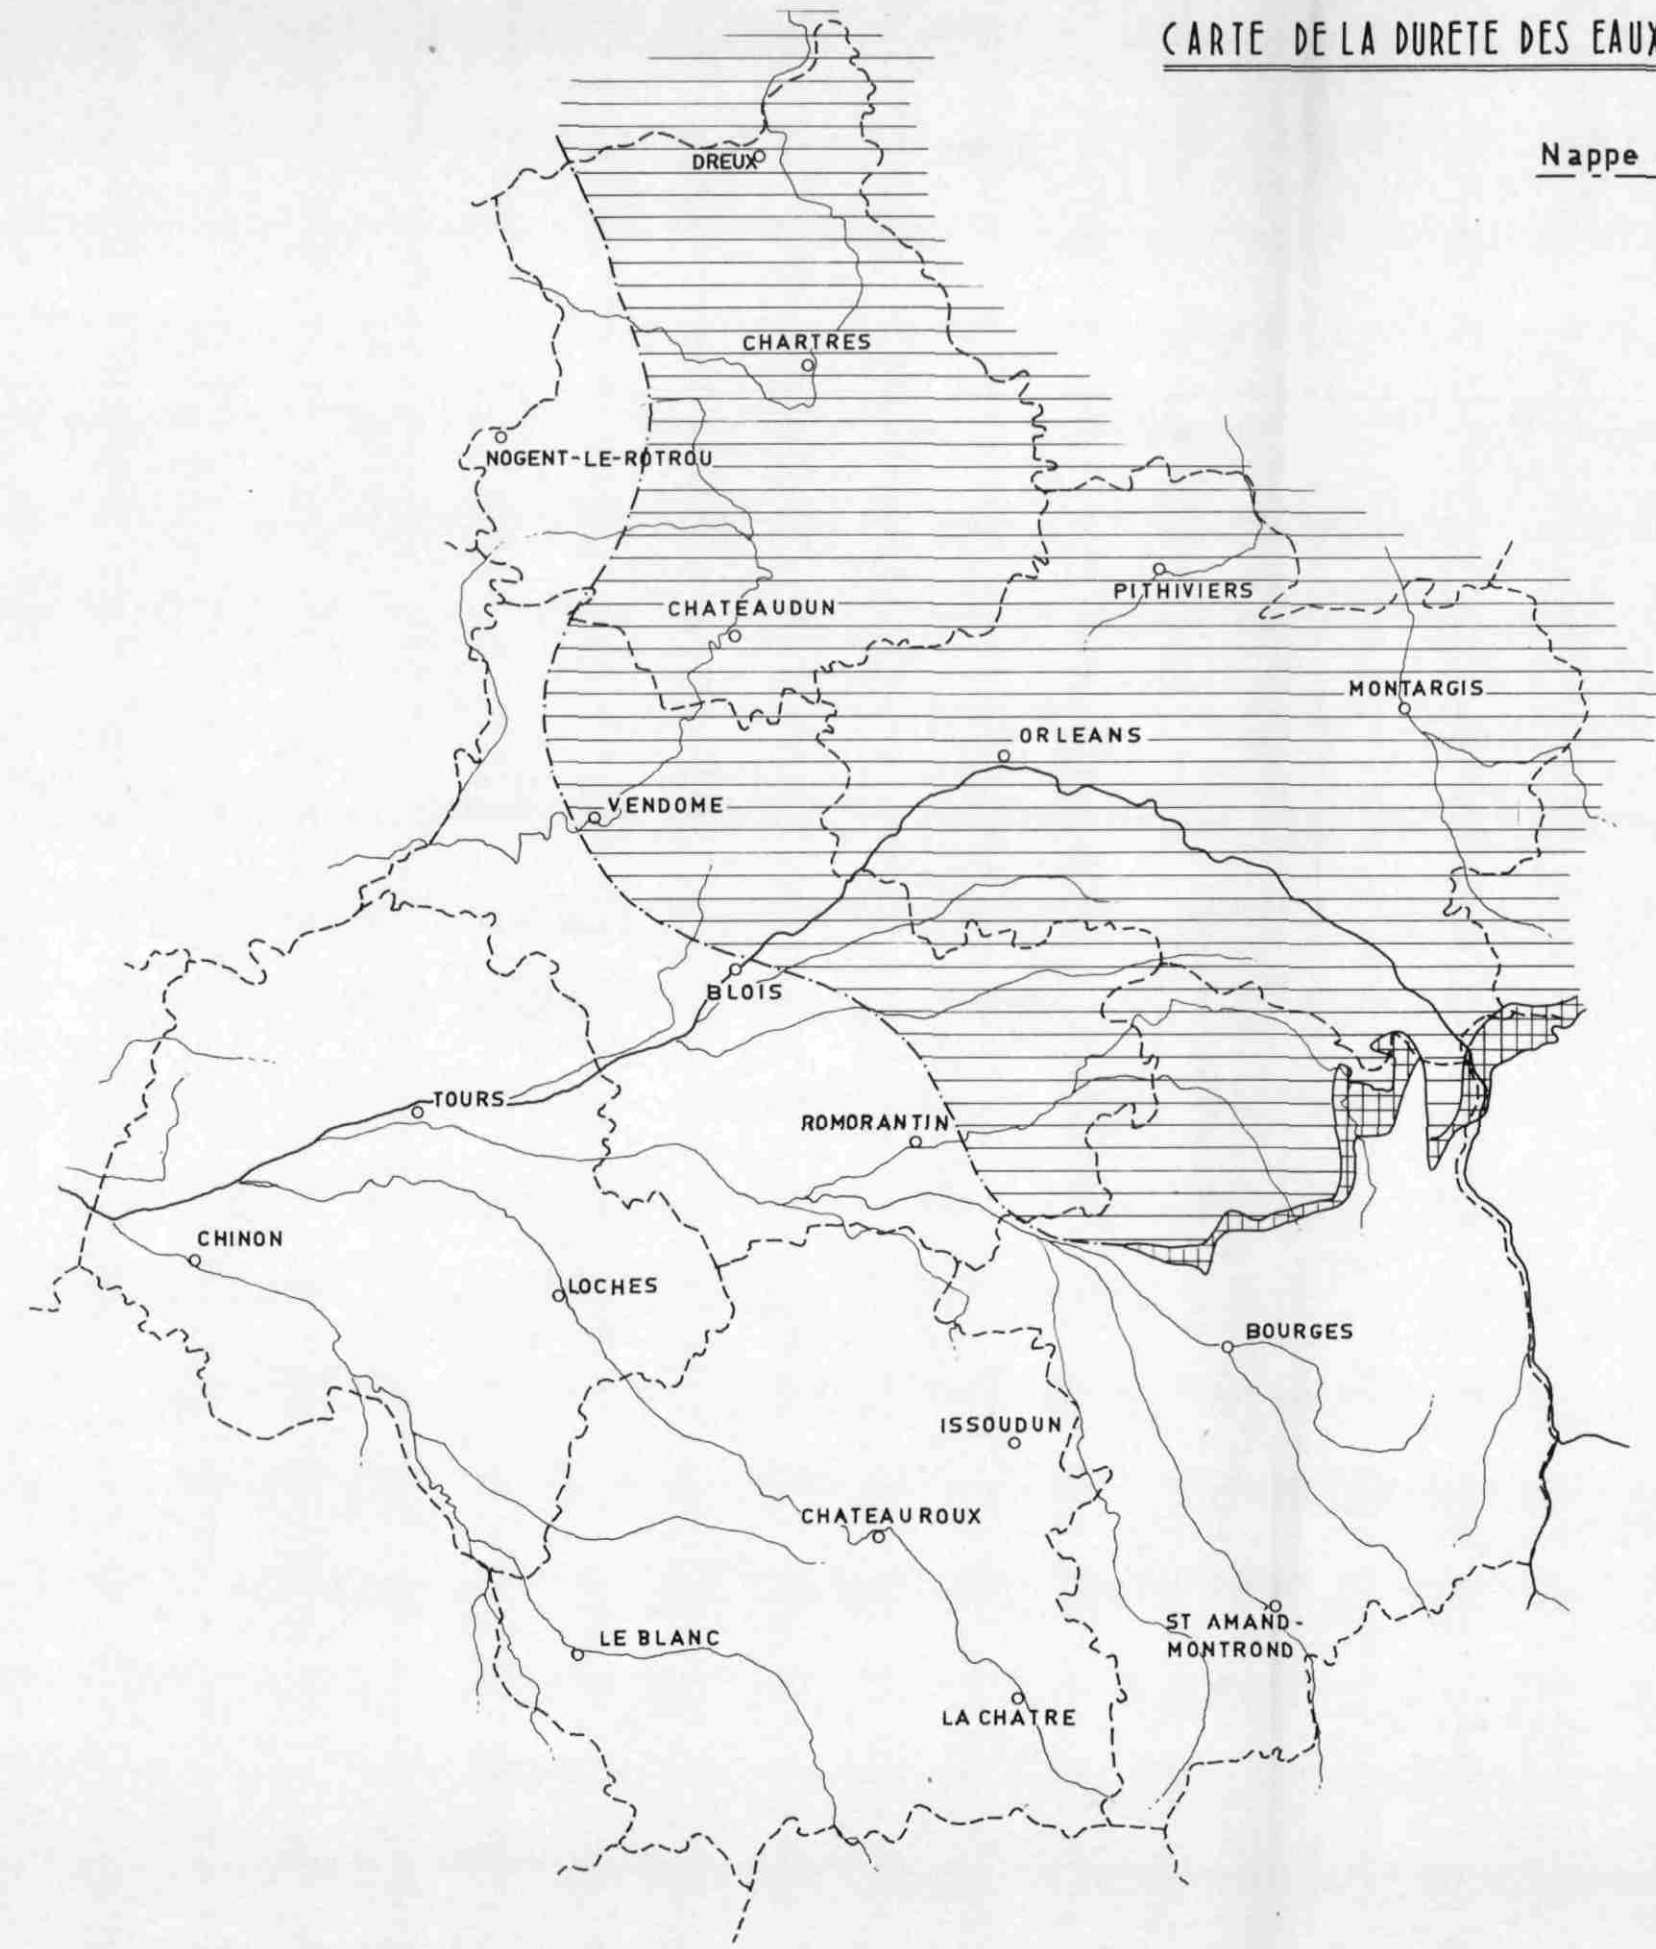 CARTE DE LA DURETE DES EAUX
Nappe
DREUX
CHARTRES
NOGENT-LE-ROTROU
PITHIVIERS
CHATEAUDUN
MONTARGIS
ORLEANS
VENDOME
BLOIS
TOURS
ROMORANTIN
CHINON
LOCHES
BOURGES
ISSOUDUN
CHATEAUROUX
ST AMAND-
MONTROND
LE BLANC
LA CHATRE